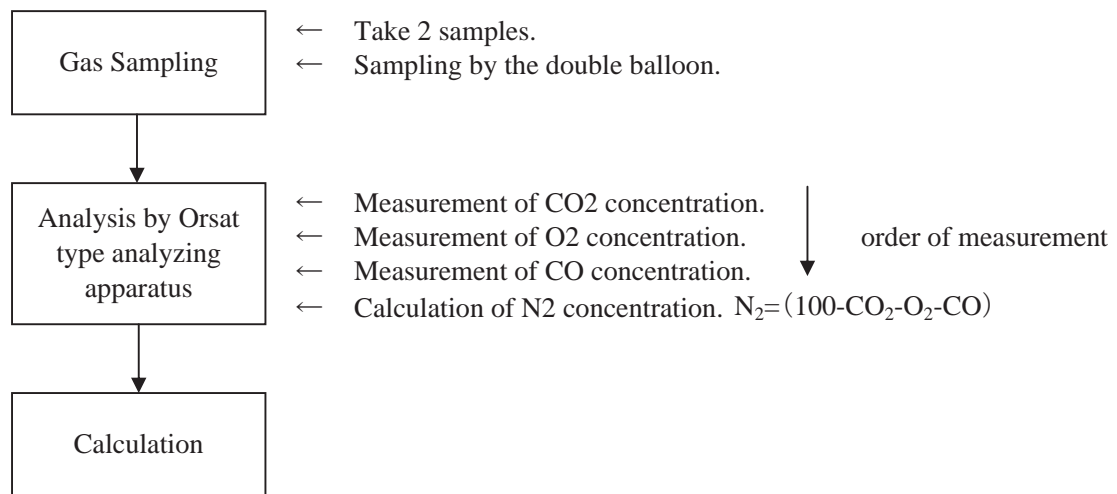 Gas Sampling
← Take 2 samples.
← Sampling by the double balloon.
Analysis by Orsat
type analyzing
apparatus
← Measurement of CO2 concentration.
← Measurement of O2 concentration.
← Measurement of CO concentration.
← Calculation of N2 concentration. N₂=(100-CO₂-O₂-CO)
order of measurement
Calculation